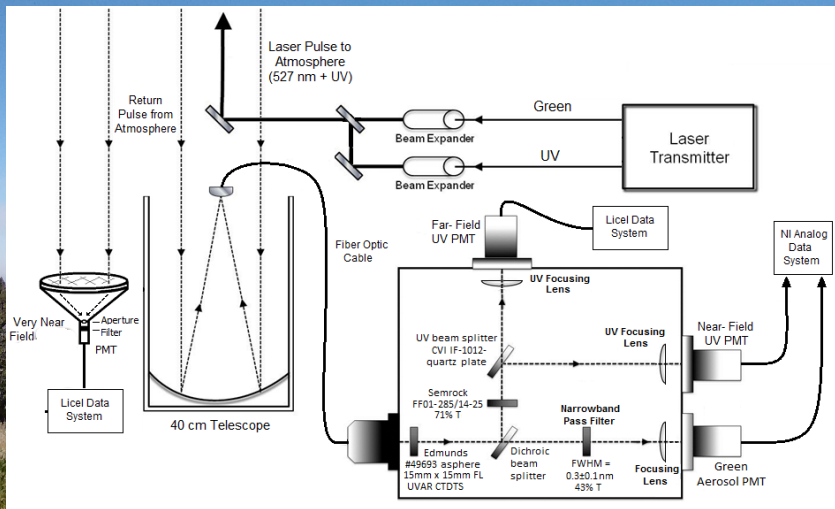 Laser Pulse to
Atmosphere
(527 nm + UV)
Return
Pulse from
Atmosphere
Green
Beam Expander
UV
Beam Expander
Laser
Transmitter
Far- Field
UV PMT
Licel Data
System
NI Analog
Data
System
Fiber Optic
Cable
UV Focusing
Lens
Very Near
Field
Aperture
Filter
PMT
UV beam splitter
CVI IF-1012-
quartz plate
UV Focusing
Lens
Near- Field
UV PMT
Licel Data
System
Semrock
FF01-285/14-25
71% T
Narrowband
Pass Filter
40 cm Telescope
Edmunds
#49693 asphere
15mm x 15mm FL
UVAR CTDTS
Dichroic
beam
splitter
FWHM =
0.3±0.1nm
43% T
Focusing
Lens
Green
Aerosol PMT